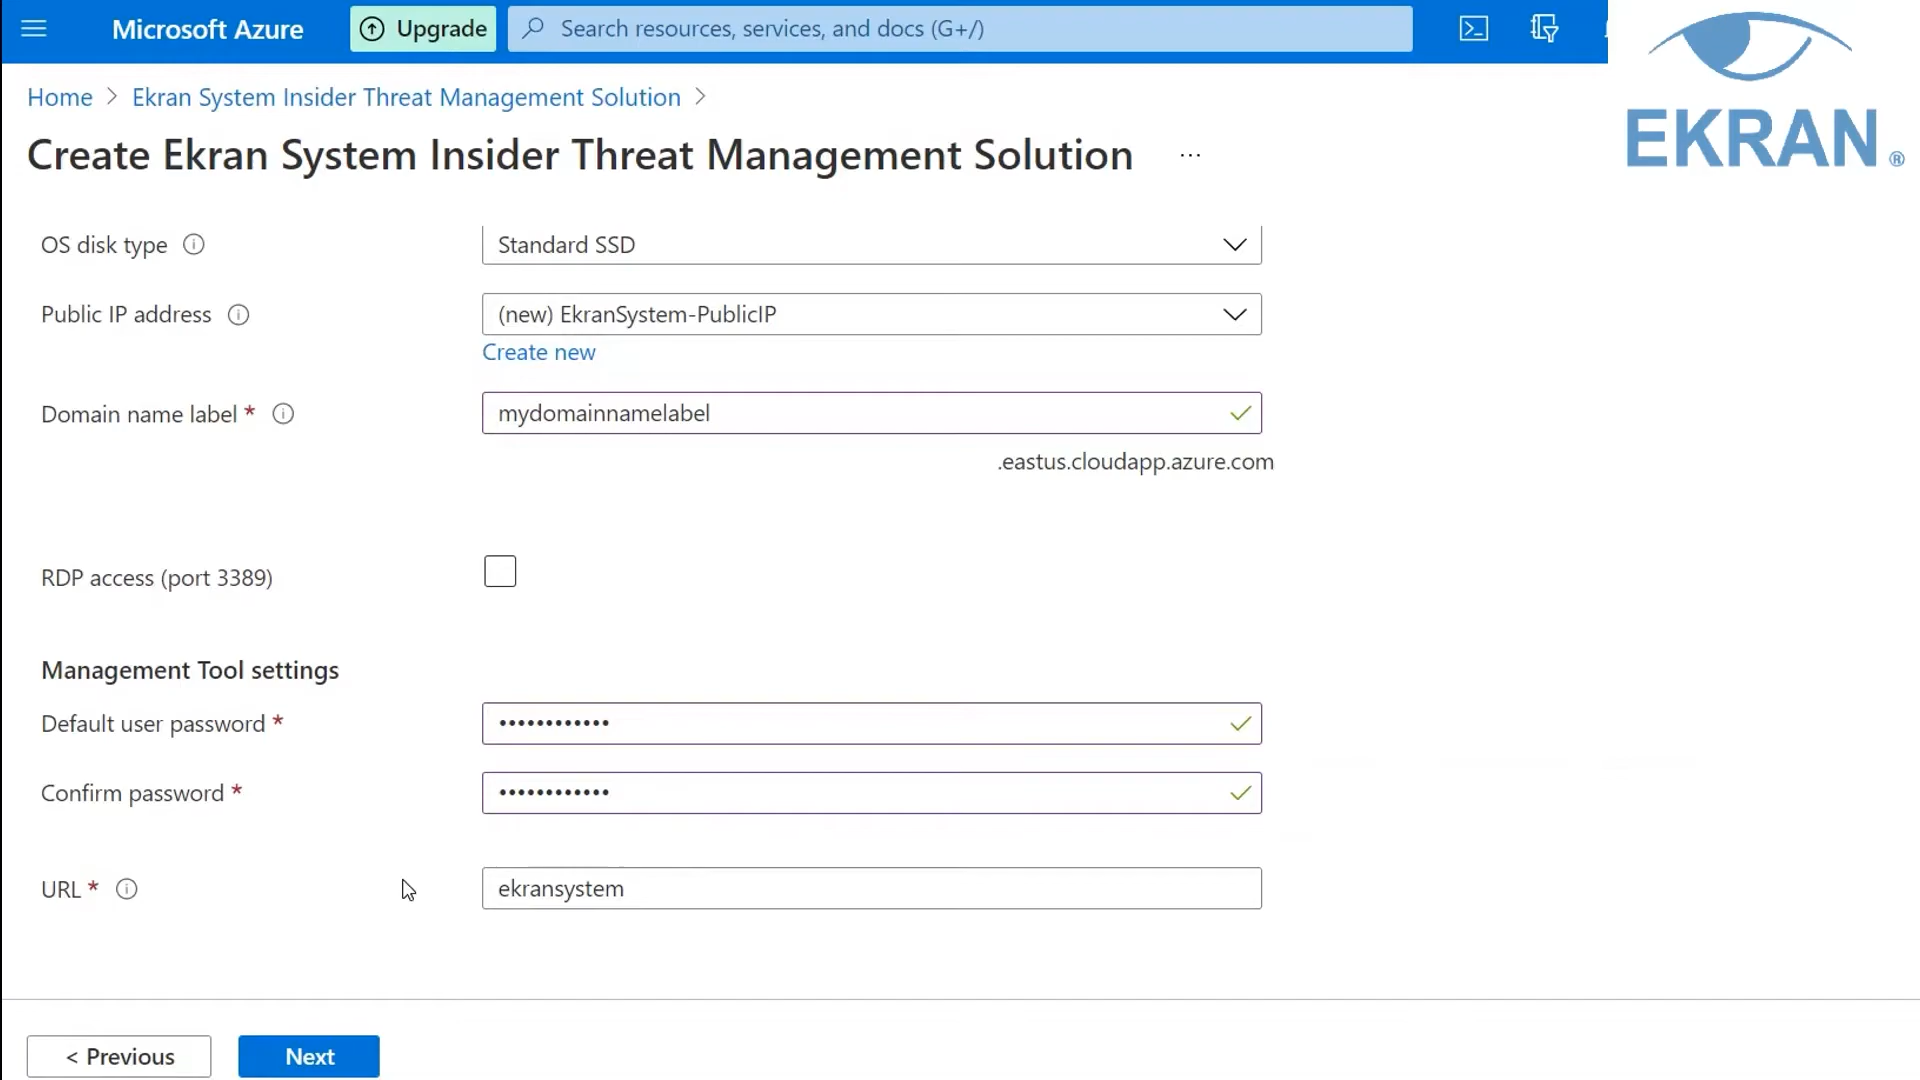 Microsoft Azure
Upgrade
Search resources, services, and docs (G+/)
EKRAN ®
Home > Ekran System Insider Threat Management Solution >
Create Ekran System Insider Threat Management Solution ...
OS disk type
Standard SSD
Public IP address
(new) EkranSystem-PublicIP
Create new
Domain name label *
mydomainnamelabel
.eastus.cloudapp.azure.com
RDP access (port 3389)
Management Tool settings
Default user password *
••••••••••••
Confirm password *
••••••••••••
URL *
ekransystem
< Previous
Next